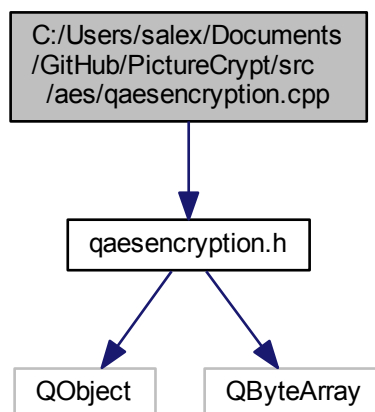 C:/Users/salex/Documents
/GitHub/PictureCrypt/src
/aes/qaesencryption.cpp
qaesencryption.h
QObject
QByteArray